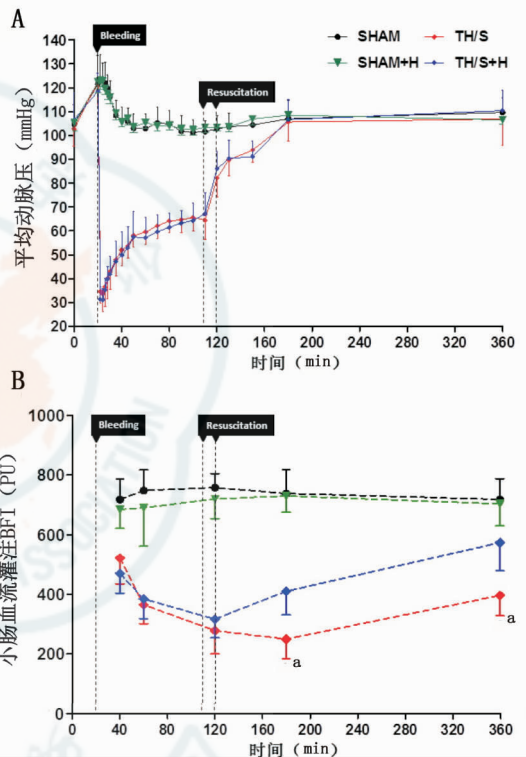 A
Bleeding
Resuscitation
SHAM TH/S
SHAM+H TH/S+H
平均动脉压 (mmHg)
140
130
120
110
100
90
80
70
60
50
40
30
20
0 40 80 120 160 200 240 280 320 360
时间 (min)
B
Bleeding Resuscitation
小肠血流灌注BFI (PU)
1000
800
600
400
200
0
a
a
0 40 80 120 160 200 240 280 320 360
时间 (min)
SSOCIATION